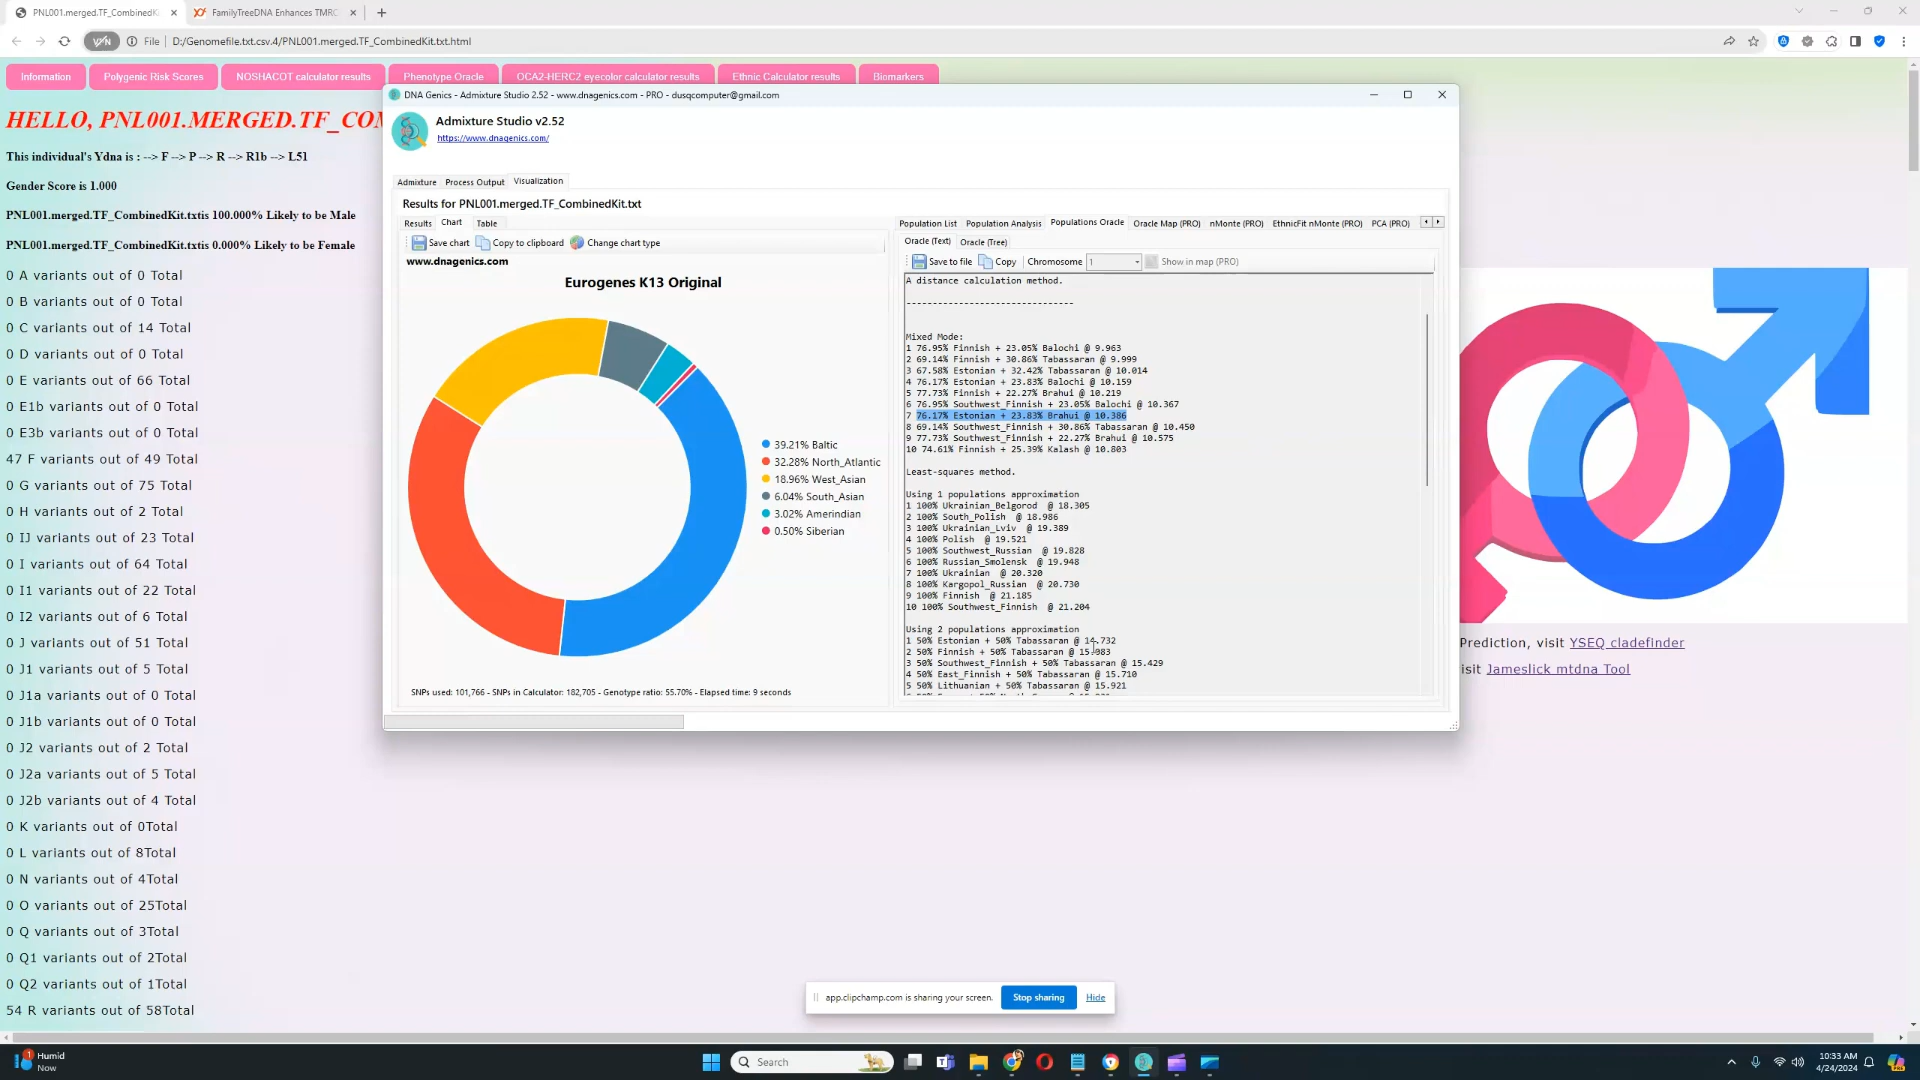 PNL001.merged.TF_CombinedK
FamilyTreeDNA Enhances TMRC
File D:/Genomefile.txt.csv.4/PNL001.merged.TF_CombinedKit.txt.html
Information Polygenic Risk Scores NOSHACOT calculator results Phenotype Oracle OCA2-HERC2 eyecolor calculator results Ethnic Calculator results Biomarkers
HELLO, PNL001.MERGED.TF_CO
This individual's Ydna is : --> F --> P --> R --> R1b --> L51
Gender Score is 1.000
PNL001.merged.TF_CombinedKit.txtis 100.000% Likely to be Male
PNL001.merged.TF_CombinedKit.txtis 0.000% Likely to be Female
0 A variants out of 0 Total
0 B variants out of 0 Total
0 C variants out of 14 Total
0 D variants out of 0 Total
0 E variants out of 66 Total
0 E1b variants out of 0 Total
0 E3b variants out of 0 Total
47 F variants out of 49 Total
0 G variants out of 75 Total
0 H variants out of 2 Total
0 IJ variants out of 23 Total
0 I variants out of 64 Total
0 I1 variants out of 22 Total
0 I2 variants out of 6 Total
0 J variants out of 51 Total
0 J1 variants out of 5 Total
0 J1a variants out of 0 Total
0 J1b variants out of 0 Total
0 J2 variants out of 2 Total
0 J2a variants out of 5 Total
0 J2b variants out of 4 Total
0 K variants out of 0Total
0 L variants out of 8Total
0 N variants out of 4Total
0 O variants out of 25Total
0 Q variants out of 3Total
0 Q1 variants out of 2Total
0 Q2 variants out of 1Total
54 R variants out of 58Total
DNA Genics - Admixture Studio 2.52 - www.dnagenics.com - PRO - dusqcomputer@gmail.com
Admixture Studio v2.52
https://www.dnagenics.com/
Admixture Process Output Visualization
Results for PNL001.merged.TF_CombinedKit.txt
Results Chart Table
Save chart Copy to clipboard Change chart type
www.dnagenics.com
Eurogenes K13 Original
39.21% Baltic
32.28% North_Atlantic
18.96% West_Asian
6.04% South_Asian
3.02% Amerindian
0.50% Siberian
SNPs used: 101,766 - SNPs in Calculator: 182,705 - Genotype ratio: 55.70% - Elapsed time: 9 seconds
Population List Population Analysis Populations Oracle Oracle Map (PRO) nMonte (PRO) EthnicFit nMonte (PRO) PCA (PRO)
Oracle (Text) Oracle (Tree)
Save to file Copy Chromosome 1 Show in map (PRO)
A distance calculation method.
--------------------------------
Mixed Mode:
1 76.95% Finnish + 23.05% Balochi @ 9.963
2 69.14% Finnish + 30.86% Tabassaran @ 9.999
3 67.58% Estonian + 32.42% Tabassaran @ 10.014
4 76.17% Estonian + 23.83% Balochi @ 10.159
5 77.73% Finnish + 22.27% Brahui @ 10.219
6 76.95% Southwest_Finnish + 23.05% Balochi @ 10.367
7 76.17% Estonian + 23.83% Brahui @ 10.386
8 69.14% Southwest_Finnish + 30.86% Tabassaran @ 10.450
9 77.73% Southwest_Finnish + 22.27% Brahui @ 10.575
10 74.61% Finnish + 25.39% Kalash @ 10.803
Least-squares method.
Using 1 populations approximation
1 100% Ukrainian_Belgorod @ 18.305
2 100% South_Polish @ 18.986
3 100% Ukrainian_Lviv @ 19.389
4 100% Polish @ 19.521
5 100% Southwest_Russian @ 19.828
6 100% Russian_Smolensk @ 19.948
7 100% Ukrainian @ 20.320
8 100% Kargopol_Russian @ 20.730
9 100% Finnish @ 21.185
10 100% Southwest_Finnish @ 21.204
Using 2 populations approximation
1 50% Estonian + 50% Tabassaran @ 14.732
2 50% Finnish + 50% Tabassaran @
3 50% Southwest_Finnish + 50% Tabassaran @ 15.429
4 50% East_Finnish + 50% Tabassaran @ 15.710
5 50% Lithuanian + 50% Tabassaran @ 15.921
Prediction, visit YSEQ cladefinder
isit Jameslick mtdna Tool
app.clipchamp.com is sharing your screen. Stop sharing Hide
1
Humid
Now
Search
10:33 AM
4/24/2024